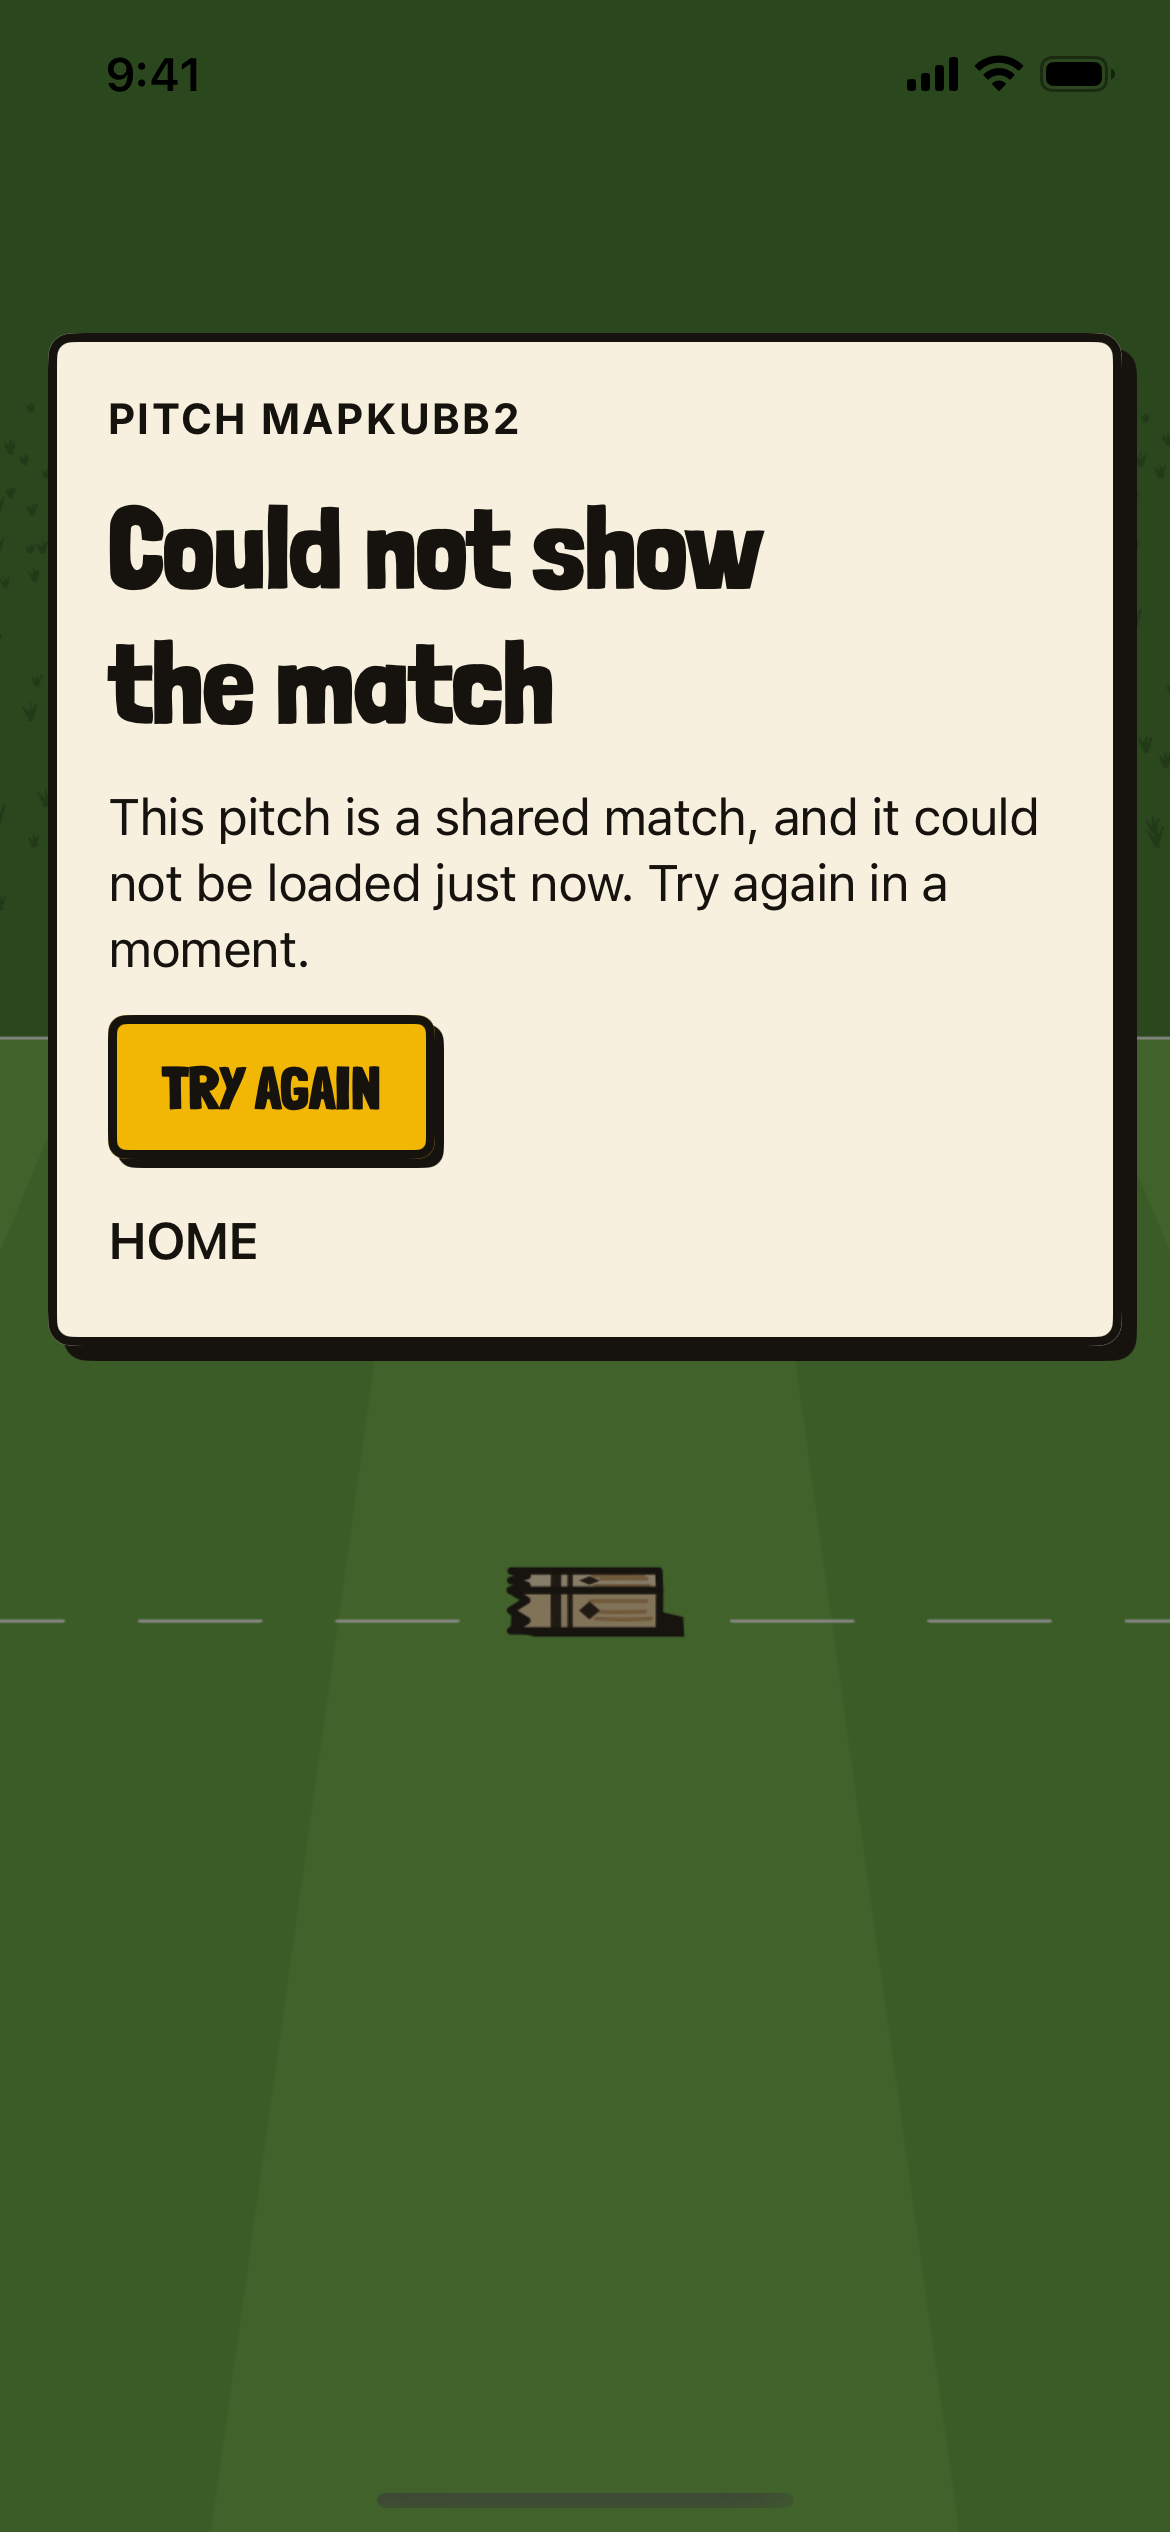 9:41
PITCH MAPKUBB2
Could not show
the match
This pitch is a shared match, and it could
not be loaded just now. Try again in a
moment.
TRY AGAIN
HOME